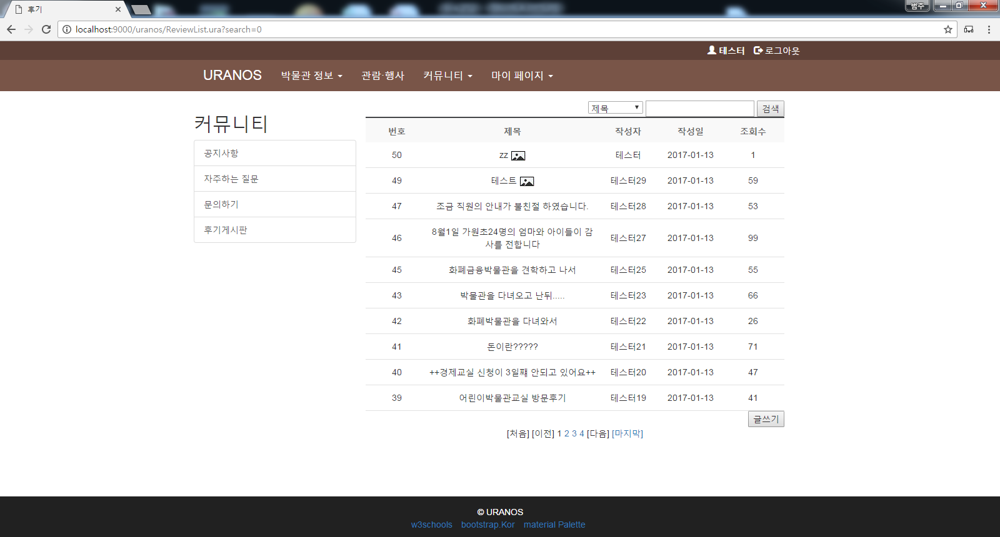 후기
범주
localhost:9000/uranos/ReviewList.ura?search=0
테스터 로그아웃
URANOS 박물관 정보 관람·행사 커뮤니티 마이 페이지
제목 검색
커뮤니티
공지사항
자주하는 질문
문의하기
후기게시판
번호 제목 작성자 작성일 조회수
50 zz 테스터 2017-01-13 1
49 테스트 테스터29 2017-01-13 59
47 조금 직원의 안내가 불친절 하였습니다. 테스터28 2017-01-13 53
46 8월1일 가원초24명의 엄마와 아이들이 감
사를 전합니다 테스터27 2017-01-13 99
45 화폐금융박물관을 견학하고 나서 테스터25 2017-01-13 55
43 박물관을 다녀오고 난뒤..... 테스터23 2017-01-13 66
42 화폐박물관을 다녀와서 테스터22 2017-01-13 26
41 돈이란????? 테스터21 2017-01-13 71
40 ++경제교실 신청이 3일째 안되고 있어요++ 테스터20 2017-01-13 47
39 어린이박물관교실 방문후기 테스터19 2017-01-13 41
글쓰기
[처음] [이전] 1 2 3 4 [다음] [마지막]
© URANOS
w3schools bootstrap.Kor material Palette